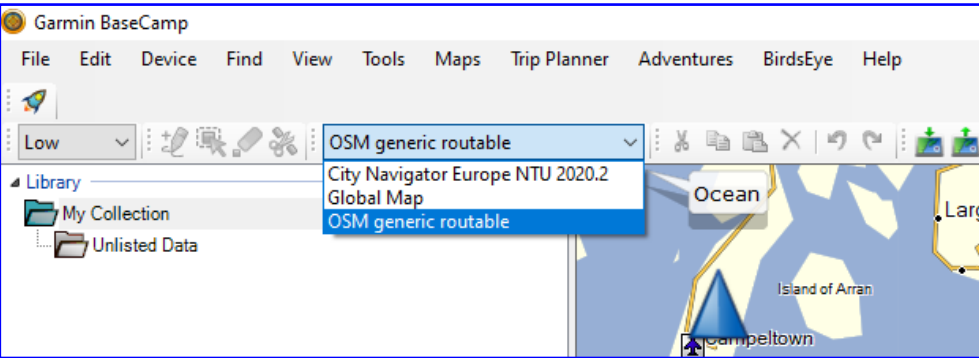 Garmin BaseCamp
File Edit Device Find View Tools Maps Trip Planner Adventures BirdsEye Help
Low OSM generic routable
City Navigator Europe NTU 2020.2
Global Map
OSM generic routable
Library
My Collection
Unlisted Data
Ocean
Larg
Island of Arran
Campeltown